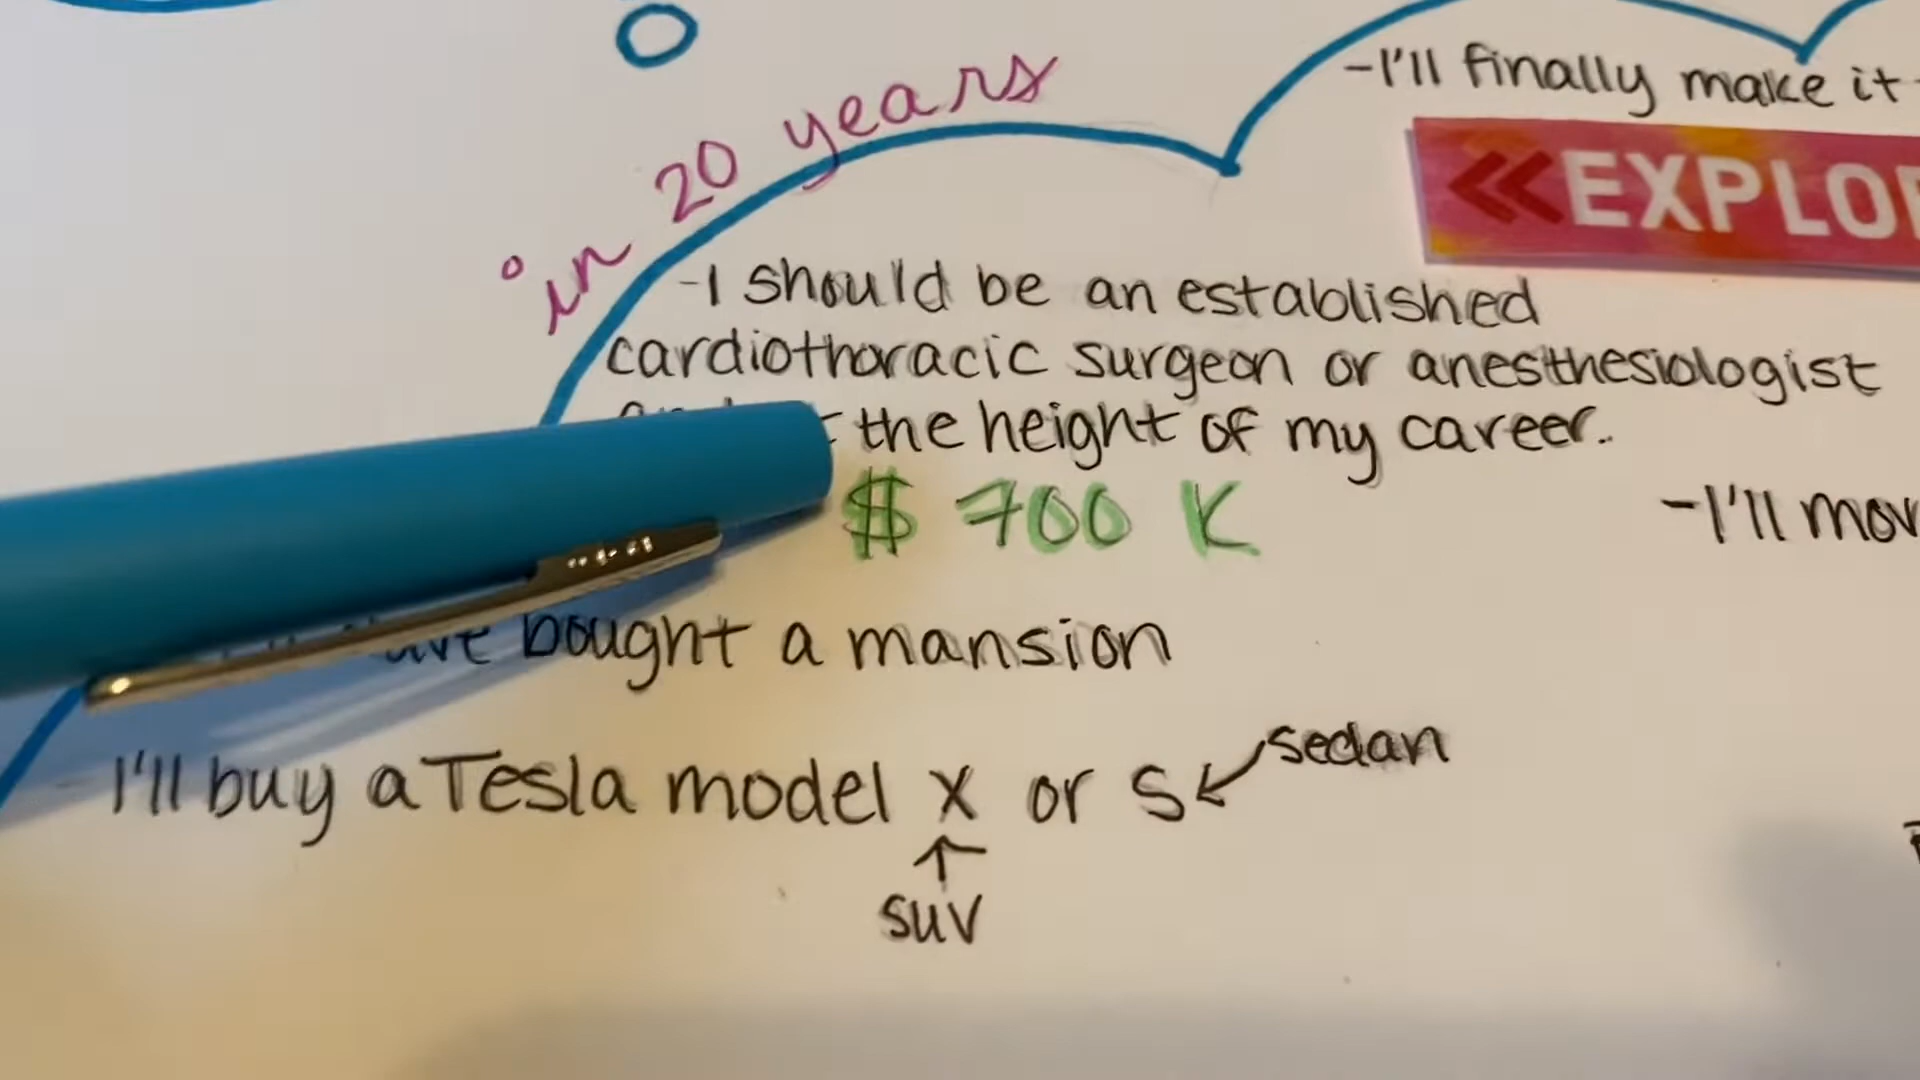 in 20 years
-I'll finally make it
«EXPLO
-I should be an established
cardiothoracic surgeon or anesthesiologist
the height of my career.
$ 700 K
-I'll mov
bought a mansion
I'll buy a Tesla model X or S
sedan
suv